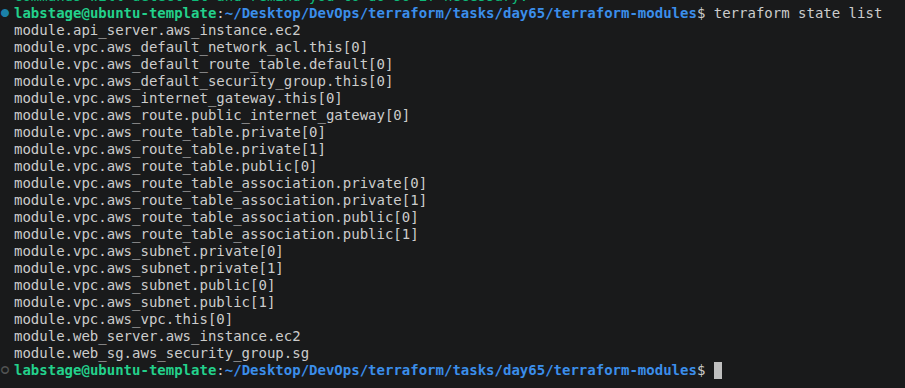 labstage@ubuntu-template:~/Desktop/DevOps/terraform/tasks/day65/terraform-modules$ terraform state list
module.api_server.aws_instance.ec2
module.vpc.aws_default_network_acl.this[0]
module.vpc.aws_default_route_table.default[0]
module.vpc.aws_default_security_group.this[0]
module.vpc.aws_internet_gateway.this[0]
module.vpc.aws_route.public_internet_gateway[0]
module.vpc.aws_route_table.private[0]
module.vpc.aws_route_table.private[1]
module.vpc.aws_route_table.public[0]
module.vpc.aws_route_table_association.private[0]
module.vpc.aws_route_table_association.private[1]
module.vpc.aws_route_table_association.public[0]
module.vpc.aws_route_table_association.public[1]
module.vpc.aws_subnet.private[0]
module.vpc.aws_subnet.private[1]
module.vpc.aws_subnet.public[0]
module.vpc.aws_subnet.public[1]
module.vpc.aws_vpc.this[0]
module.web_server.aws_instance.ec2
module.web_sg.aws_security_group.sg
labstage@ubuntu-template:~/Desktop/DevOps/terraform/tasks/day65/terraform-modules$